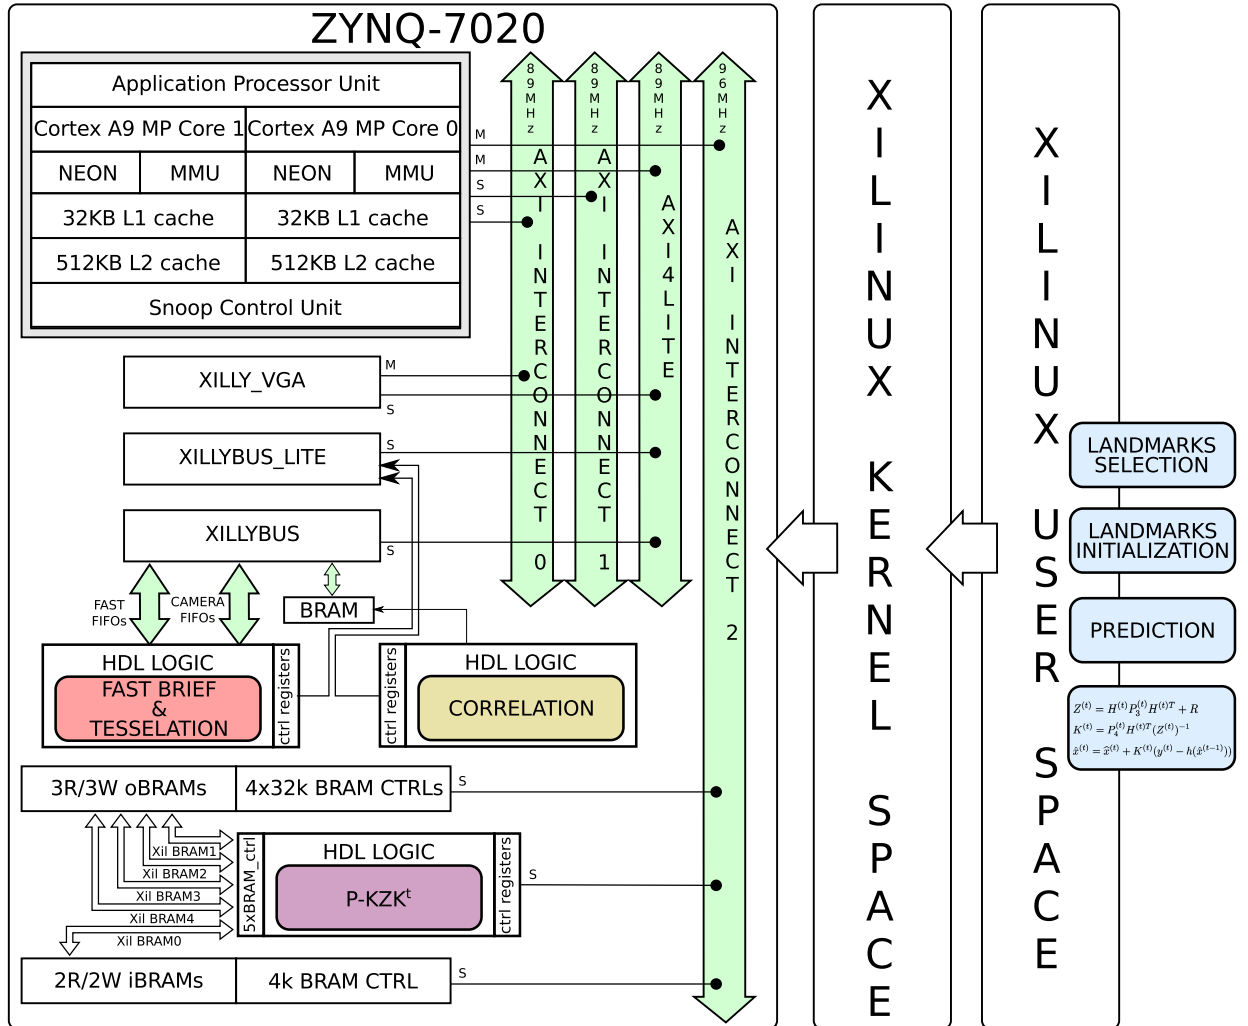 ZYNQ-7020
Application Processor Unit
Cortex A9 MP Core 1
Cortex A9 MP Core 0
NEON
MMU
NEON
MMU
32KB L1 cache
32KB L1 cache
512KB L2 cache
512KB L2 cache
Snoop Control Unit
M
M
S
S
89MHz
AXI INTERCONNECT 0
89MHz
AXI INTERCONNECT 1
89MHz
AXI4LITE
96MHz
AXI INTERCONNECT 2
XILLY_VGA
M
S
XILLYBUS_LITE
S
XILLYBUS
S
FAST
FIFOs
CAMERA
FIFOs
BRAM
HDL LOGIC
FAST BRIEF
&
TESSELATION
ctrl registers
ctrl registers
HDL LOGIC
CORRELATION
3R/3W oBRAMs
4x32k BRAM CTRLs
S
Xil BRAM1
Xil BRAM2
Xil BRAM3
Xil BRAM4
Xil BRAM0
5xBRAM_ctrl
HDL LOGIC
P-KZKᵗ
ctrl registers
S
2R/2W iBRAMs
4k BRAM CTRL
S
XILINUX KERNEL SPACE
XILINUX USER SPACE
LANDMARKS
SELECTION
LANDMARKS
INITIALIZATION
PREDICTION
Z^{(t)} = H^{(t)}P_3^{(t)}H^{(t)T} + R
K^{(t)} = P_4^{(t)}H^{(t)T}(Z^{(t)})^{-1}
x̂^{(t)} = x̂^{(t)} + K^{(t)}(y^{(t)} − h(x̂^{(t−1)}))